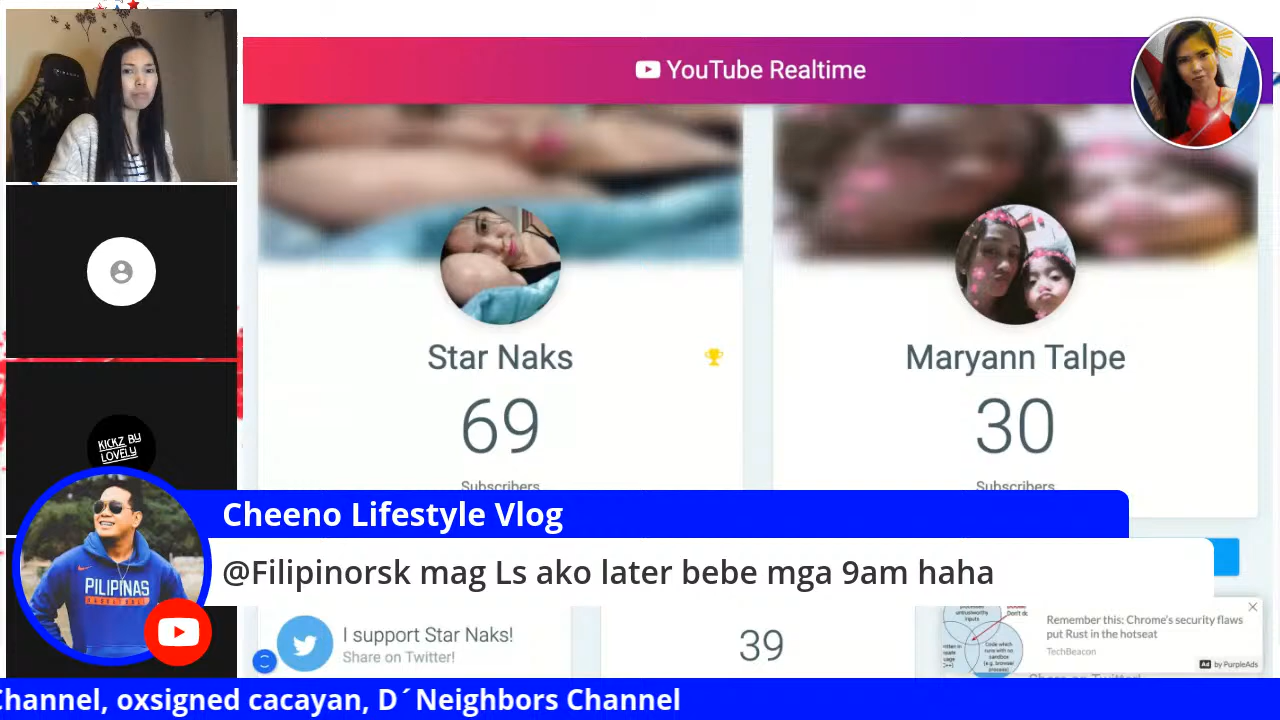 YouTube Realtime
Star Naks
69
Subscribers
Maryann Talpe
30
Subscribers
KICKZ BY
LOVELY
PILIPINAS
Cheeno Lifestyle Vlog
@Filipinorsk mag Ls ako later bebe mga 9am haha
I support Star Naks!
Share on Twitter!
39
Remember this: Chrome's security flaws
put Rust in the hotseat
TechBeacon
Ad by PurpleAds
Channel, oxsigned cacayan, D´Neighbors Channel